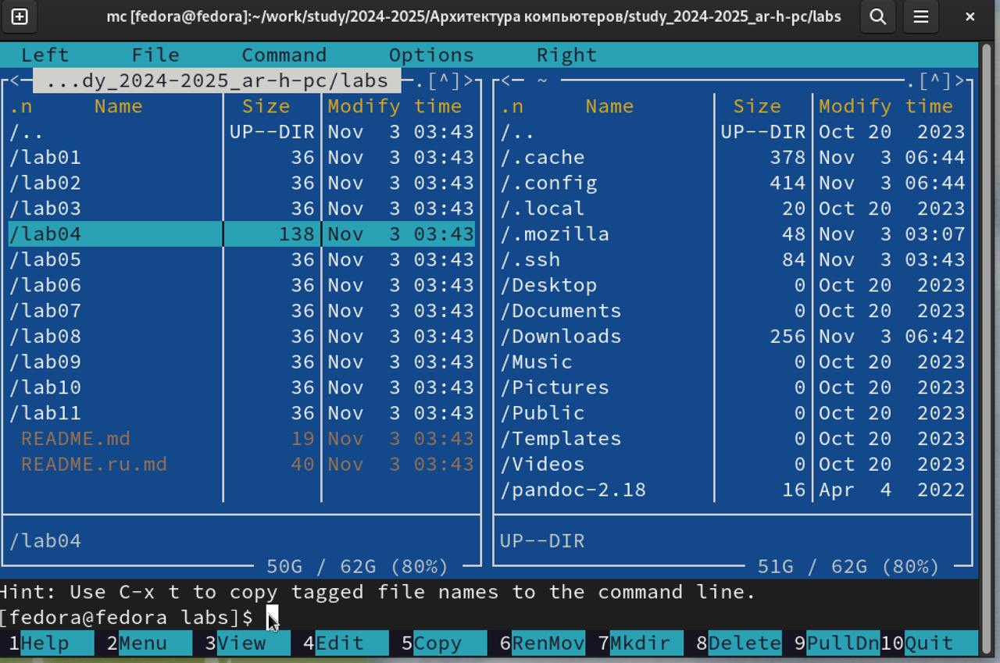 mc [fedora@fedora]:~/work/study/2024-2025/Архитектура компьютеров/study_2024-2025_ar-h-pc/labs
Left File Command Options Right
<— ...dy_2024-2025_ar-h-pc/labs —.[^]> <— ~ —.[^]>
.n Name Size Modify time .n Name Size Modify time
/.. UP--DIR Nov 3 03:43 /.. UP--DIR Oct 20 2023
/lab01 36 Nov 3 03:43 /.cache 378 Nov 3 06:44
/lab02 36 Nov 3 03:43 /.config 414 Nov 3 06:44
/lab03 36 Nov 3 03:43 /.local 20 Oct 20 2023
/lab04 138 Nov 3 03:43 /.mozilla 48 Nov 3 03:07
/lab05 36 Nov 3 03:43 /.ssh 84 Nov 3 03:43
/lab06 36 Nov 3 03:43 /Desktop 0 Oct 20 2023
/lab07 36 Nov 3 03:43 /Documents 0 Oct 20 2023
/lab08 36 Nov 3 03:43 /Downloads 256 Nov 3 06:42
/lab09 36 Nov 3 03:43 /Music 0 Oct 20 2023
/lab10 36 Nov 3 03:43 /Pictures 0 Oct 20 2023
/lab11 36 Nov 3 03:43 /Public 0 Oct 20 2023
README.md 19 Nov 3 03:43 /Templates 0 Oct 20 2023
README.ru.md 40 Nov 3 03:43 /Videos 0 Oct 20 2023
/pandoc-2.18 16 Apr 4 2022
/lab04 UP--DIR
50G / 62G (80%) 51G / 62G (80%)
Hint: Use C-x t to copy tagged file names to the command line.
[fedora@fedora labs]$
1Help 2Menu 3View 4Edit 5Copy 6RenMov 7Mkdir 8Delete 9PullDn 10Quit